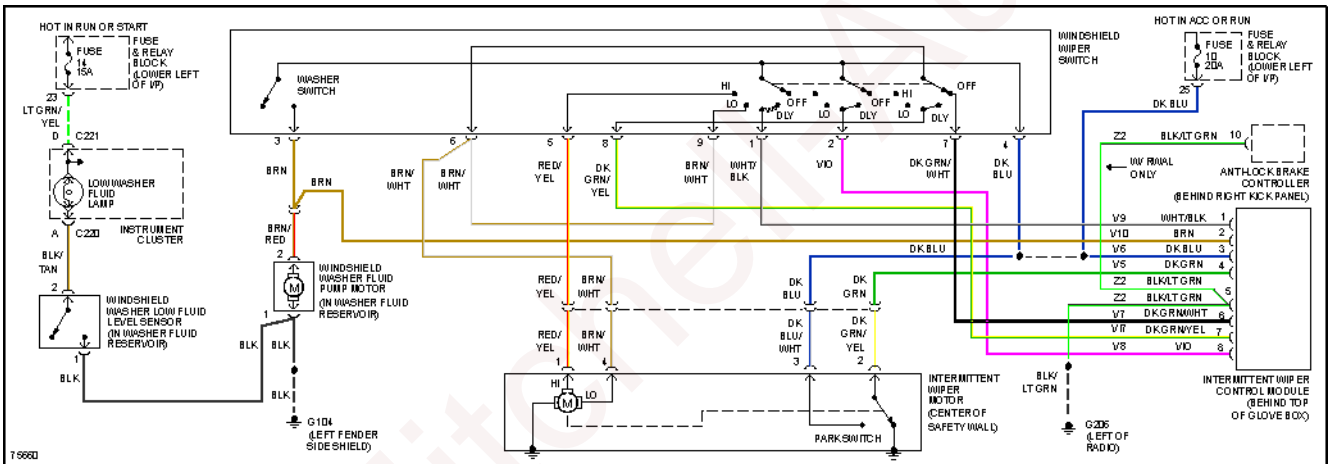 HOT IN RUN OR START
FUSE
14
15A
FUSE
& RELAY
BLOCK
(LOWER LEFT
OF I/P)
23
LT GRN/
YEL
D
C221
LOW WASHER
FLUID
LAMP
A
C220
INSTRUMENT
CLUSTER
BLK/
TAN
2
WINDSHIELD
WASHER LOW FLUID
LEVEL SENSOR
(IN WASHER FLUID
RESERVOIR)
1
BLK
WASHER
SWITCH
3
BRN
BRN
BRN/
RED
2
M
WINDSHIELD
WASHER FLUID
PUMP MOTOR
(IN WASHER FLUID
RESERVOIR)
1
BLK
BLK
BLK
G104
(LEFT FENDER
SIDE SHIELD)
WINDSHIELD
WIPER
SWITCH
HI
LO
OFF
DLY
LO
OFF
DLY
HI
LO
OFF
DLY
6
5
8
9
1
2
7
4
BRN/
WHT
BRN/
WHT
RED/
YEL
DK
GRN/
YEL
BRN/
WHT
WHT/
BLK
VIO
DK GRN/
WHT
DK
BLU
HOT IN ACC OR RUN
FUSE
10
20A
FUSE
& RELAY
BLOCK
(LOWER LEFT
OF I/P)
25
DK BLU
Z2
BLK/LT GRN
10
W/ RWAL
ONLY
ANTI-LOCK BRAKE
CONTROLLER
(BEHIND RIGHT KICK PANEL)
V9
WHT/BLK
1
V10
BRN
2
V6
DK BLU
3
V5
DK GRN
4
Z2
BLK/LT GRN
5
Z2
BLK/LT GRN
V7
DK GRN/WHT
6
DK GRN/YEL
7
V8
VIO
8
INTERMITTENT WIPER
CONTROL MODULE
(BEHIND TOP
OF GLOVE BOX)
DK BLU
RED/
YEL
BRN/
WHT
DK
BLU
DK
GRN
RED/
YEL
BRN/
WHT
DK
BLU/
WHT
DK
GRN/
YEL
1
4
3
2
HI
LO
M
PARK SWITCH
INTERMITTENT
WIPER
MOTOR
(CENTER OF
SAFETY WALL)
BLK/
LT GRN
G206
(LEFT OF
RADIO)
75660